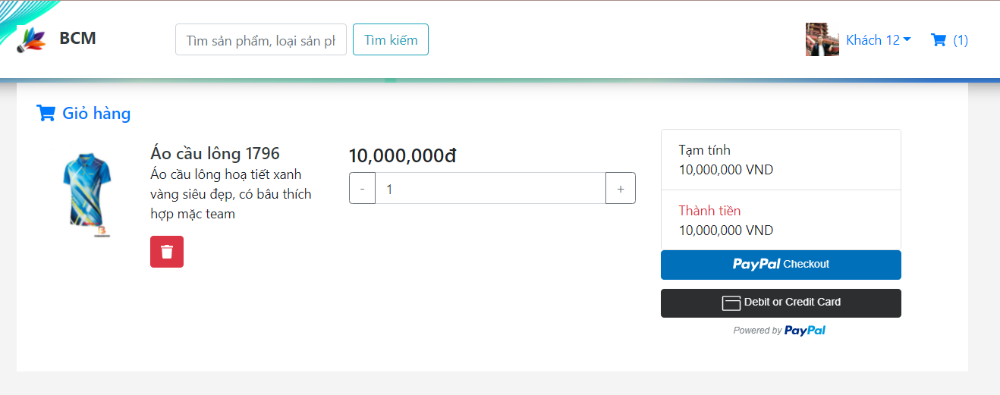 BCM
Tìm sản phẩm, loại sản ph
Tìm kiếm
Khách 12
(1)
Giỏ hàng
Áo cầu lông 1796
Áo cầu lông hoạ tiết xanh
vàng siêu đẹp, có bâu thích
hợp mặc team
10,000,000đ
-
1
+
Tạm tính
10,000,000 VND
Thành tiền
10,000,000 VND
PayPal Checkout
Debit or Credit Card
Powered by PayPal